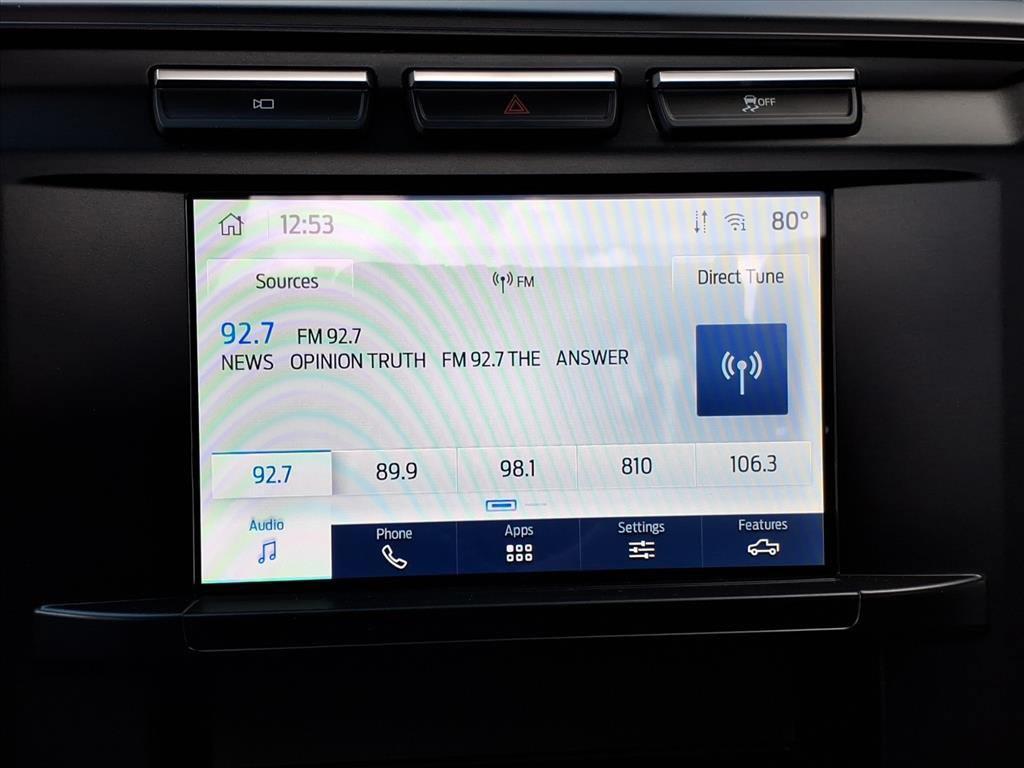 OFF
12:53
80°
Sources
FM
Direct Tune
92.7 FM 92.7
NEWS OPINION TRUTH FM 92.7 THE ANSWER
92.7 89.9 98.1 810 106.3
Audio Phone Apps Settings Features